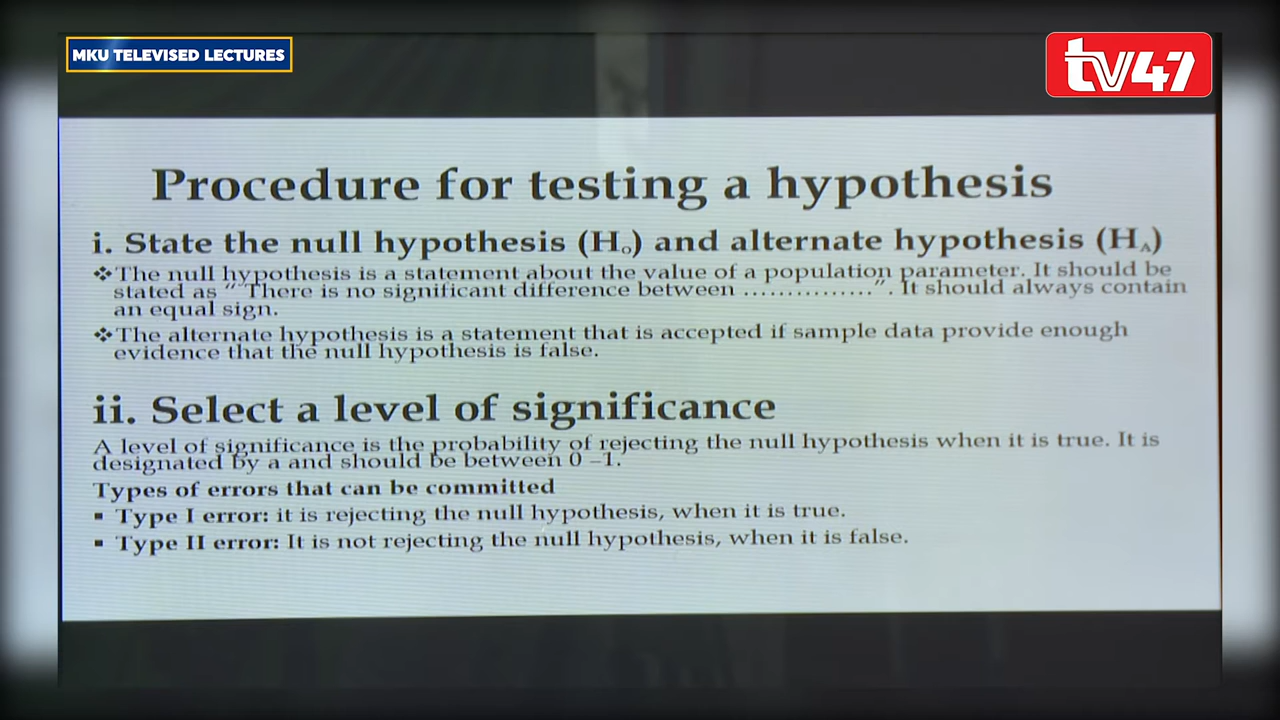 MKU TELEVISED LECTURES
tv47
Procedure for testing a hypothesis
i. State the null hypothesis (Ho) and alternate hypothesis (HA)
❖The null hypothesis is a statement about the value of a population parameter. It should be
stated as “ There is no significant difference between ……………”. It should always contain
an equal sign.
❖The alternate hypothesis is a statement that is accepted if sample data provide enough
evidence that the null hypothesis is false.
ii. Select a level of significance
A level of significance is the probability of rejecting the null hypothesis when it is true. It is
designated by a and should be between 0 –1.
Types of errors that can be committed
▪ Type I error: it is rejecting the null hypothesis, when it is true.
▪ Type II error: It is not rejecting the null hypothesis, when it is false.